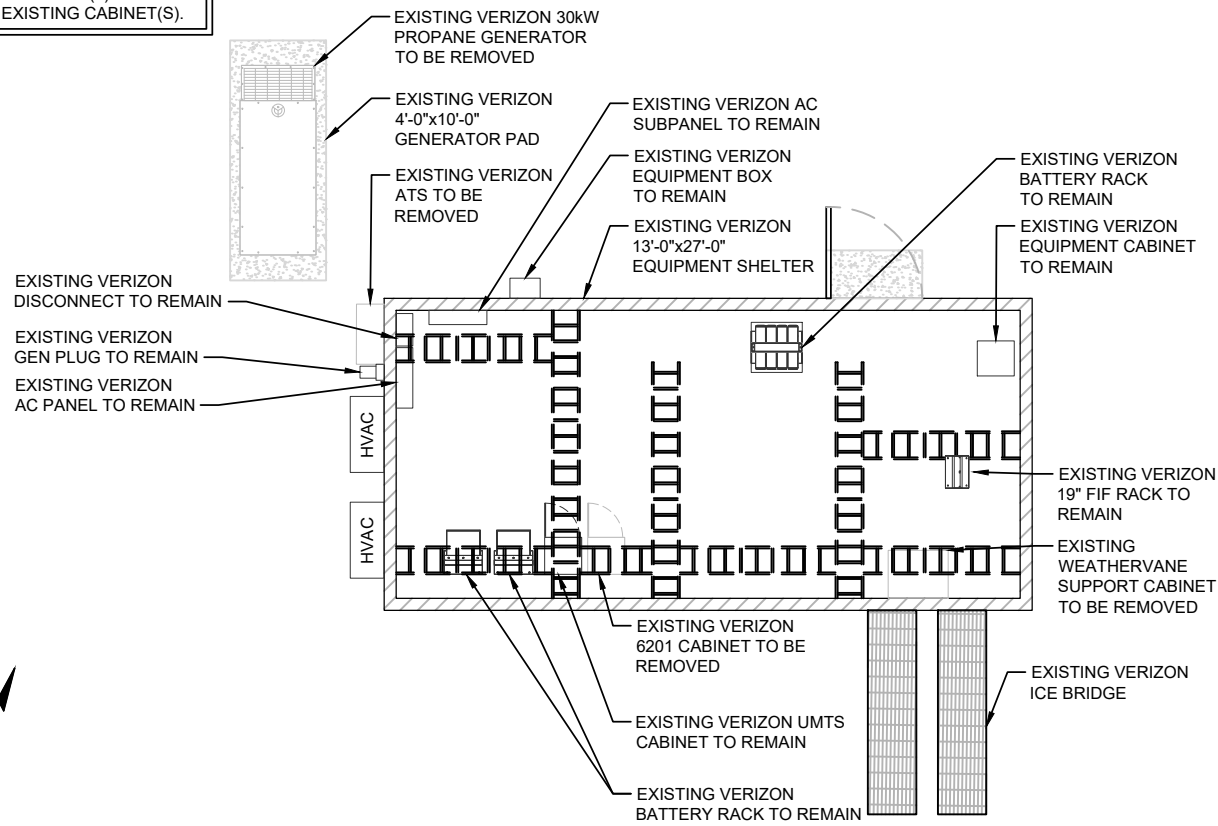 EXISTING CABINET(S).
EXISTING VERIZON 30kW
PROPANE GENERATOR
TO BE REMOVED
EXISTING VERIZON
4'-0"x10'-0"
GENERATOR PAD
EXISTING VERIZON AC
SUBPANEL TO REMAIN
EXISTING VERIZON
EQUIPMENT BOX
TO REMAIN
EXISTING VERIZON
BATTERY RACK
TO REMAIN
EXISTING VERIZON
ATS TO BE
REMOVED
EXISTING VERIZON
13'-0"x27'-0"
EQUIPMENT SHELTER
EXISTING VERIZON
EQUIPMENT CABINET
TO REMAIN
EXISTING VERIZON
DISCONNECT TO REMAIN
EXISTING VERIZON
GEN PLUG TO REMAIN
EXISTING VERIZON
AC PANEL TO REMAIN
HVAC
HVAC
EXISTING VERIZON
19" FIF RACK TO
REMAIN
EXISTING
WEATHERVANE
SUPPORT CABINET
TO BE REMOVED
EXISTING VERIZON
6201 CABINET TO BE
REMOVED
EXISTING VERIZON
ICE BRIDGE
EXISTING VERIZON UMTS
CABINET TO REMAIN
EXISTING VERIZON
BATTERY RACK TO REMAIN